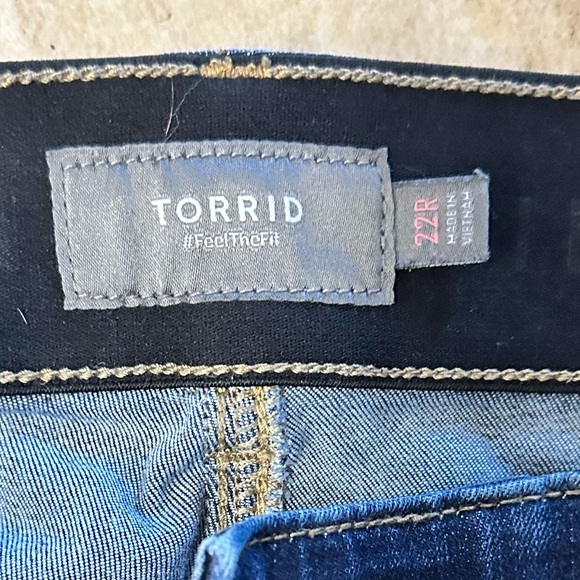 TORRID
#FeelTheFit
22R
MADE IN
VIETNAM